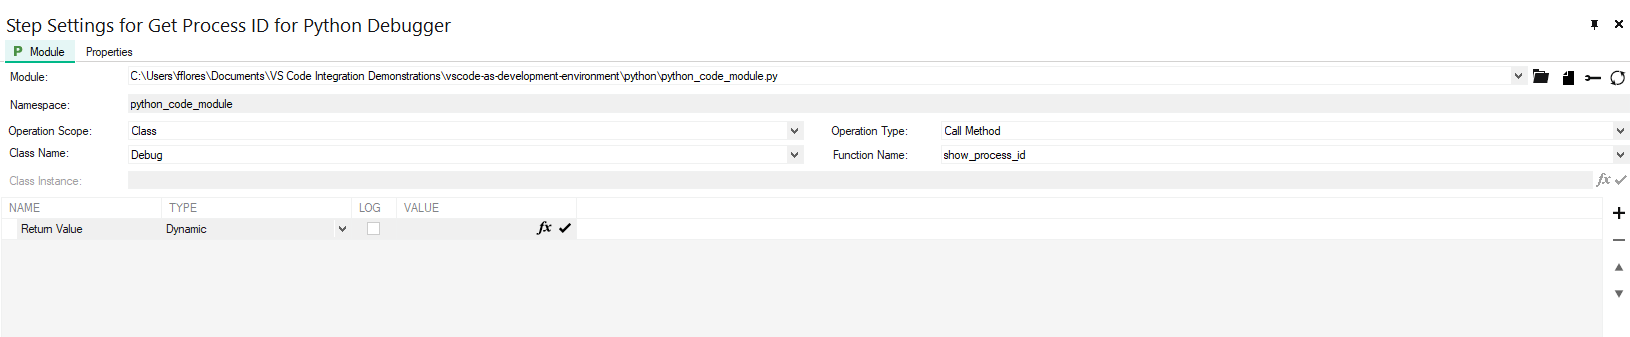 Step Settings for Get Process ID for Python Debugger
P Module Properties
Module: C:\Users\fflores\Documents\VS Code Integration Demonstrations\vscode-as-development-environment\python\python_code_module.py
Namespace: python_code_module
Operation Scope: Class Operation Type: Call Method
Class Name: Debug Function Name: show_process_id
Class Instance: fx
NAME TYPE LOG VALUE
Return Value Dynamic fx